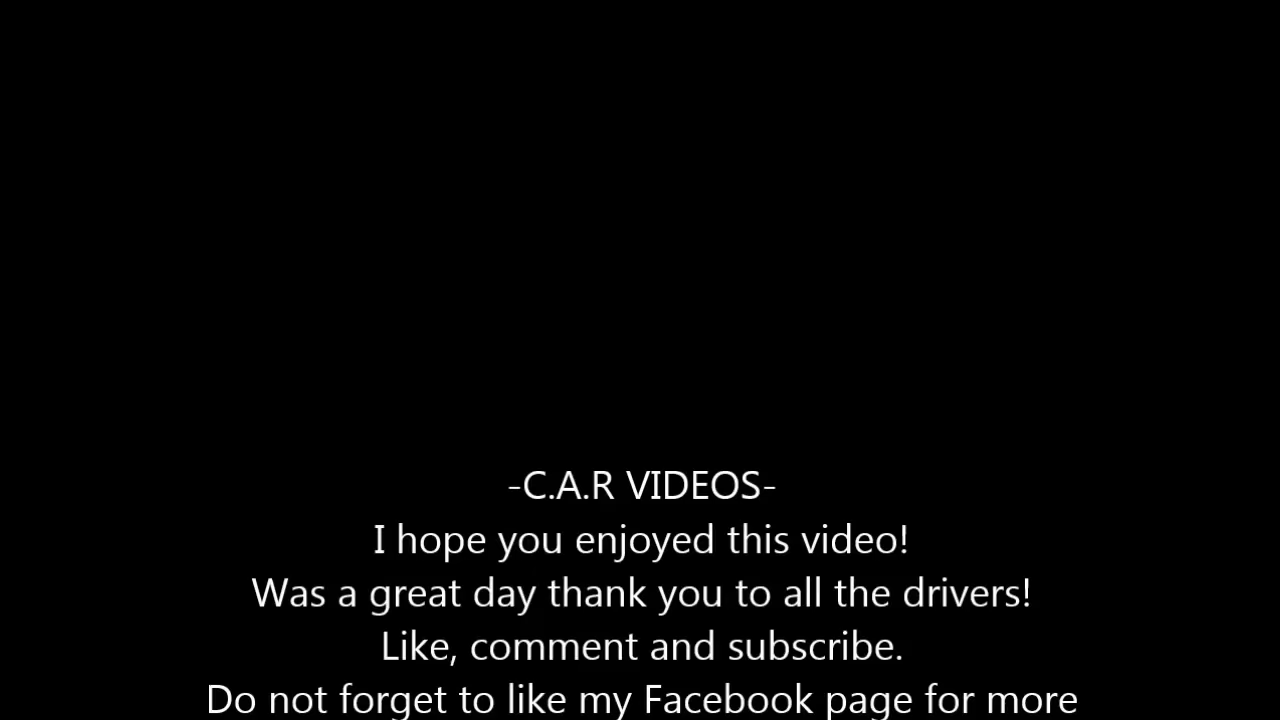 -C.A.R VIDEOS-
I hope you enjoyed this video!
Was a great day thank you to all the drivers!
Like, comment and subscribe.
Do not forget to like my Facebook page for more